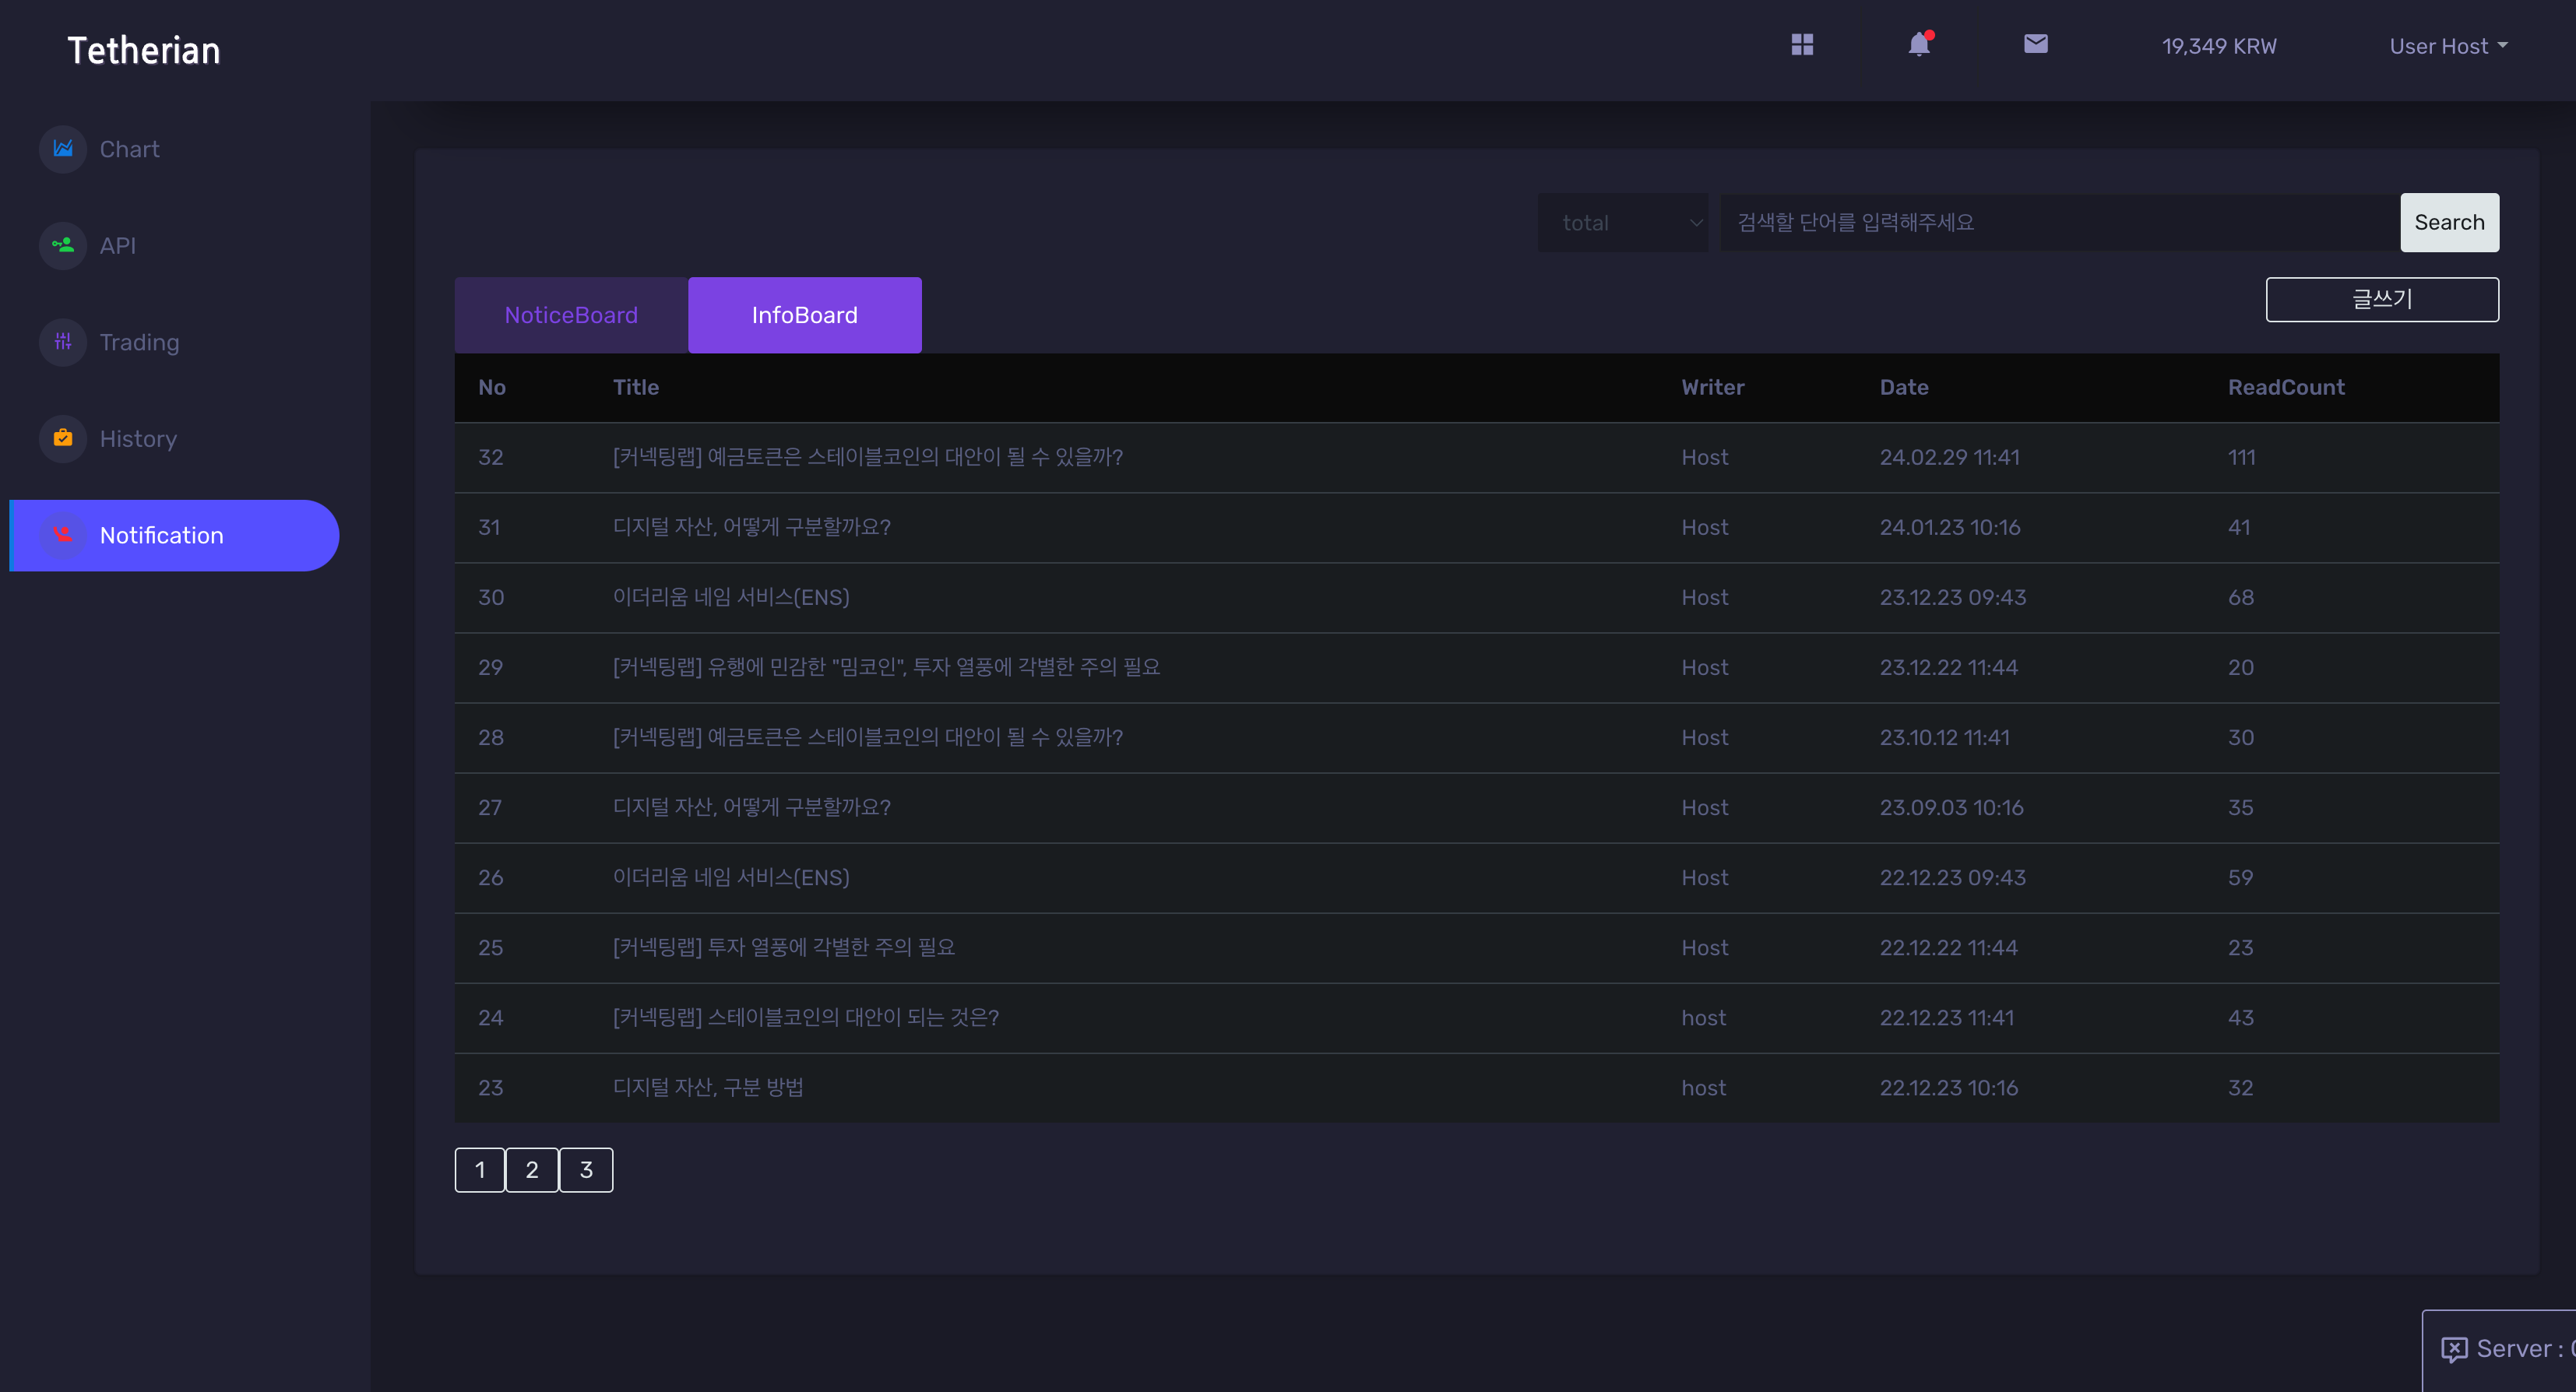 Tetherian
19,349 KRW
User Host
Chart
API
Trading
History
Notification
total
검색할 단어를 입력해주세요
Search
NoticeBoard
InfoBoard
글쓰기
No Title Writer Date ReadCount
32 [커넥팅랩] 예금토큰은 스테이블코인의 대안이 될 수 있을까? Host 24.02.29 11:41 111
31 디지털 자산, 어떻게 구분할까요? Host 24.01.23 10:16 41
30 이더리움 네임 서비스(ENS) Host 23.12.23 09:43 68
29 [커넥팅랩] 유행에 민감한 "밈코인", 투자 열풍에 각별한 주의 필요 Host 23.12.22 11:44 20
28 [커넥팅랩] 예금토큰은 스테이블코인의 대안이 될 수 있을까? Host 23.10.12 11:41 30
27 디지털 자산, 어떻게 구분할까요? Host 23.09.03 10:16 35
26 이더리움 네임 서비스(ENS) Host 22.12.23 09:43 59
25 [커넥팅랩] 투자 열풍에 각별한 주의 필요 Host 22.12.22 11:44 23
24 [커넥팅랩] 스테이블코인의 대안이 되는 것은? host 22.12.23 11:41 43
23 디지털 자산, 구분 방법 host 22.12.23 10:16 32
1 2 3
Server :